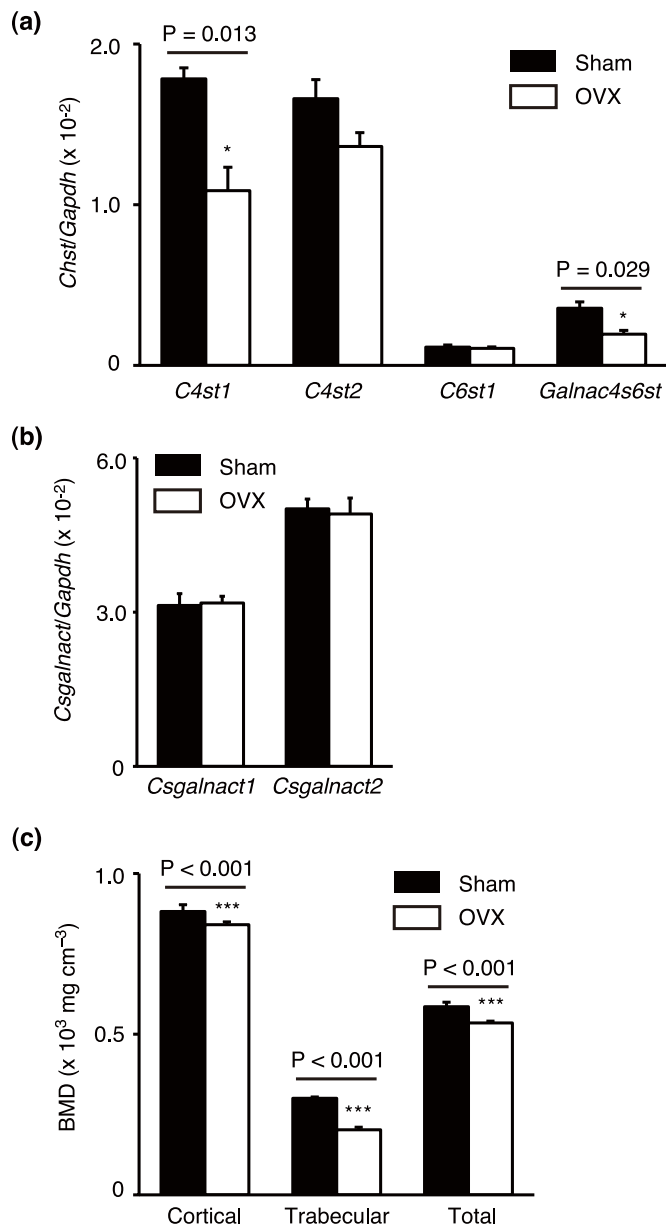 (a)
P = 0.013
2.0
1.0
0
Chst/Gapdh (x 10-2)
*
Sham
OVX
P = 0.029
*
C4st1 C4st2 C6st1 Galnac4s6st
(b)
6.0
3.0
0
Csgalnact/Gapdh (x 10-2)
Sham
OVX
Csgalnact1 Csgalnact2
(c)
1.0
0.5
0
BMD (x 10³ mg cm⁻³)
P < 0.001
***
Sham
OVX
P < 0.001
***
P < 0.001
***
Cortical Trabecular Total